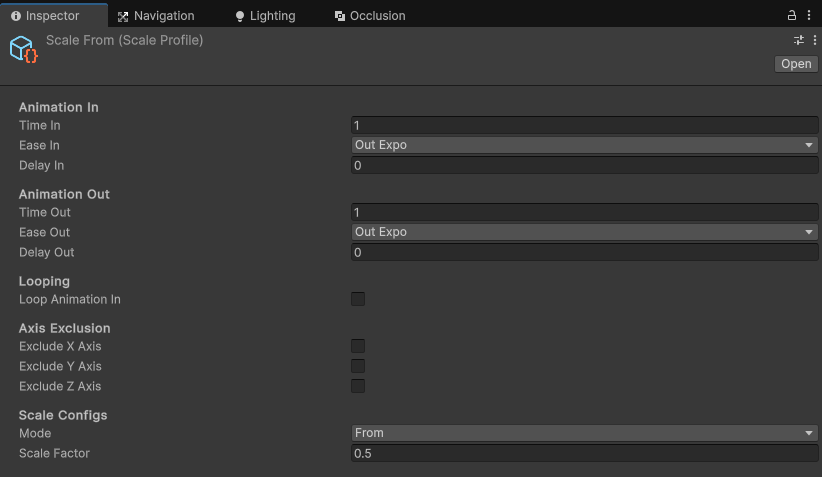 Inspector Navigation Lighting Occlusion
Scale From (Scale Profile)
Open
Animation In
Time In 1
Ease In Out Expo
Delay In 0
Animation Out
Time Out 1
Ease Out Out Expo
Delay Out 0
Looping
Loop Animation In
Axis Exclusion
Exclude X Axis
Exclude Y Axis
Exclude Z Axis
Scale Configs
Mode From
Scale Factor 0.5